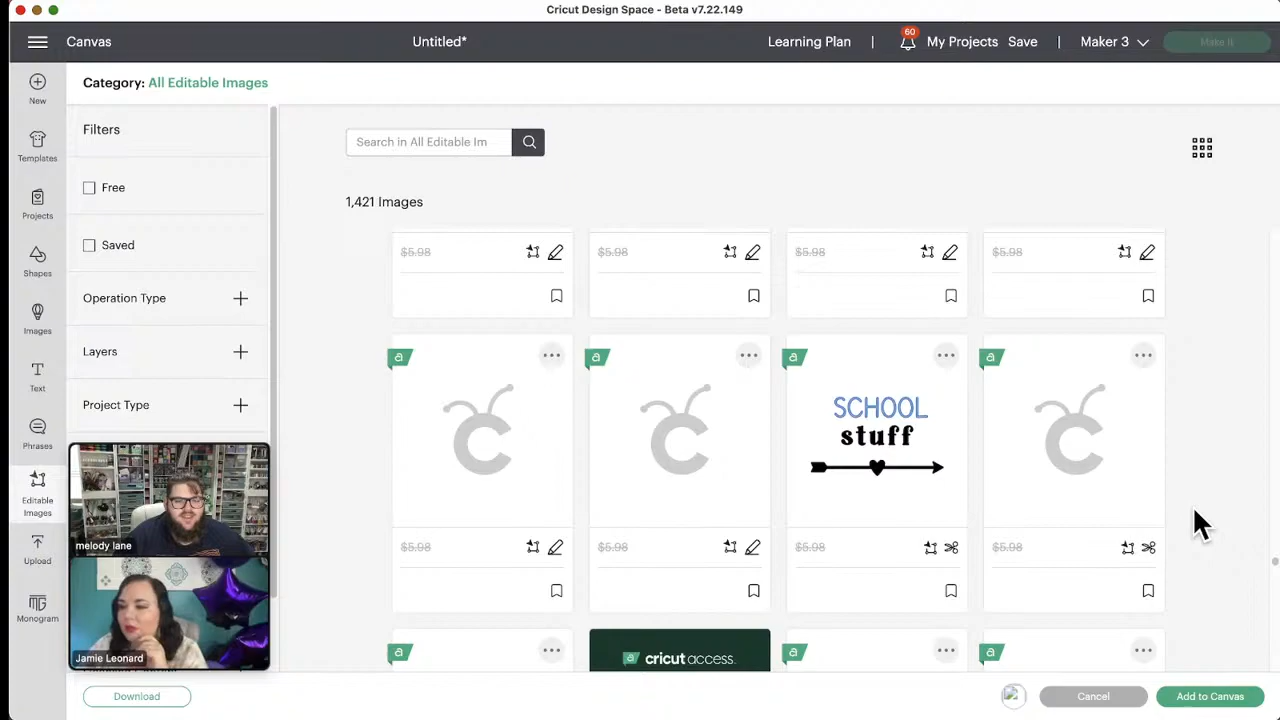 Cricut Design Space - Beta v7.22.149
Canvas
Untitled*
Learning Plan
|
60
My Projects
Save
|
Maker 3
Make It
New
Templates
Projects
Shapes
Images
Text
Phrases
Editable
Images
Upload
Monogram
Category: All Editable Images
Filters
Free
Saved
Operation Type
Layers
Project Type
melody lane
Jamie Leonard
Download
Search in All Editable Im
1,421 Images
$5.98
$5.98
$5.98
$5.98
a
a
a
a
SCHOOL
stuff
$5.98
$5.98
$5.98
$5.98
a
a cricut access™
a
a
Cancel
Add to Canvas